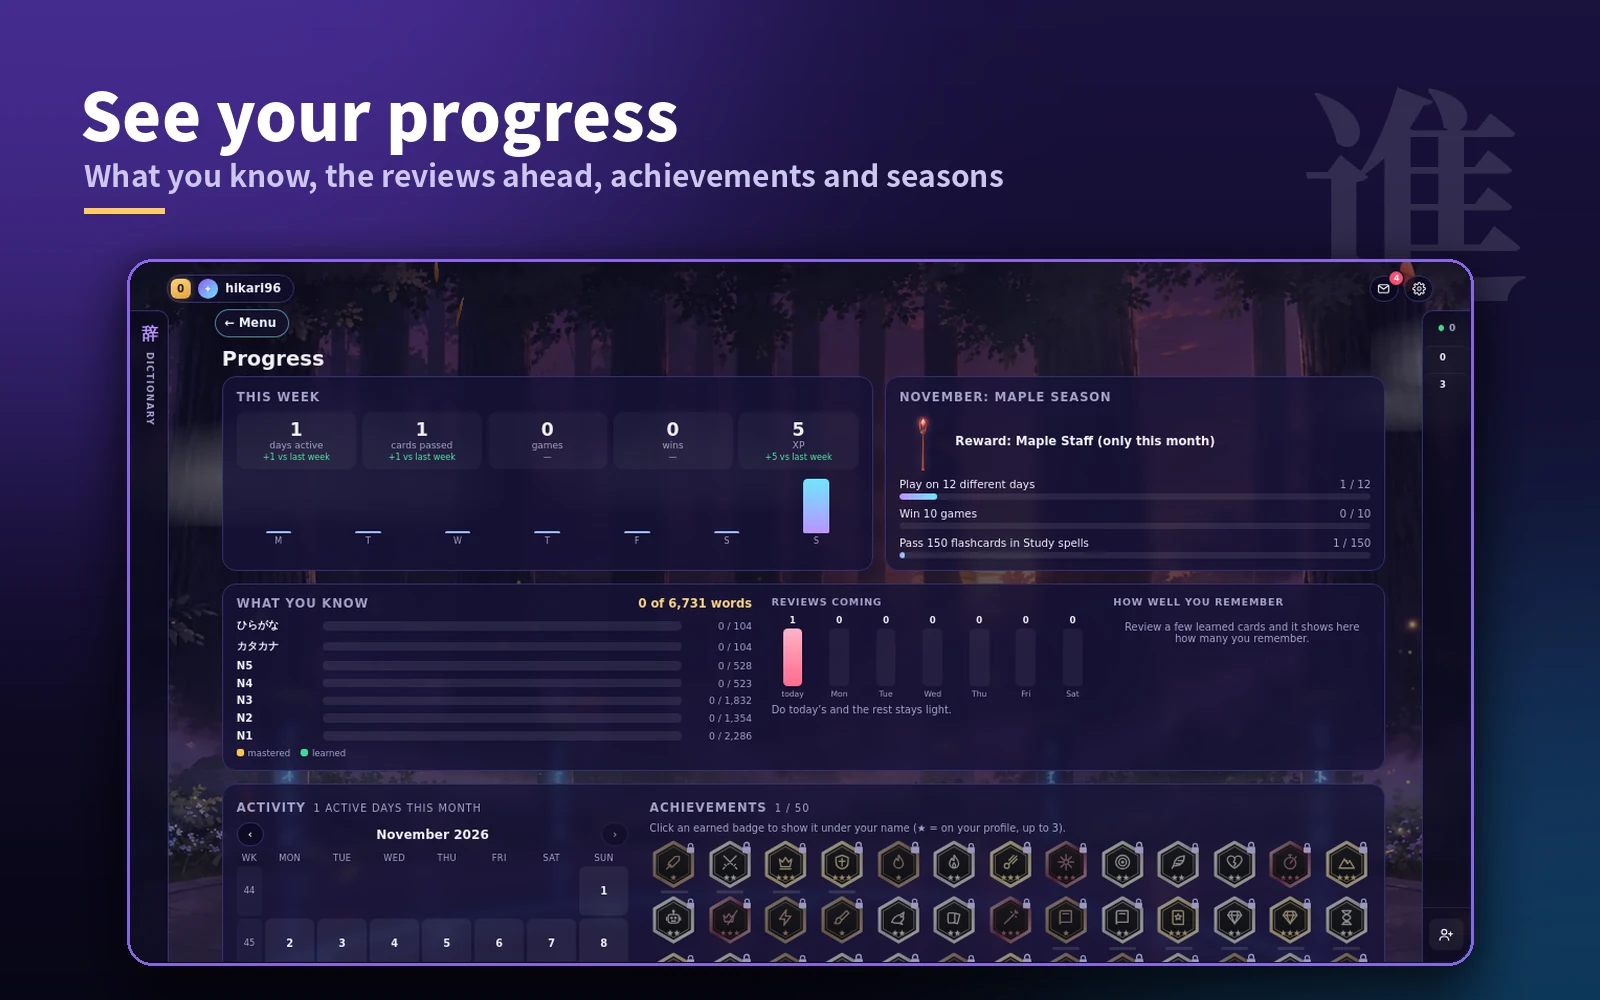 See your progress
What you know, the reviews ahead, achievements and seasons
進
0 hikari96
4
← Menu
辞
DICTIONARY
0
0
3
Progress
THIS WEEK
1 1 0 0 5
days active cards passed games wins XP
+1 vs last week +1 vs last week — — +5 vs last week
M T W T F S S
NOVEMBER: MAPLE SEASON
Reward: Maple Staff (only this month)
Play on 12 different days 1 / 12
Win 10 games 0 / 10
Pass 150 flashcards in Study spells 1 / 150
WHAT YOU KNOW 0 of 6,731 words
ひらがな 0 / 104
カタカナ 0 / 104
N5 0 / 528
N4 0 / 523
N3 0 / 1,832
N2 0 / 1,354
N1 0 / 2,286
mastered learned
REVIEWS COMING
1 0 0 0 0 0 0
today Mon Tue Wed Thu Fri Sat
Do today's and the rest stays light.
HOW WELL YOU REMEMBER
Review a few learned cards and it shows here
how many you remember.
ACTIVITY 1 ACTIVE DAYS THIS MONTH
‹ November 2026 ›
WK MON TUE WED THU FRI SAT SUN
44 1
45 2 3 4 5 6 7 8
ACHIEVEMENTS 1 / 50
Click an earned badge to show it under your name (★ = on your profile, up to 3).